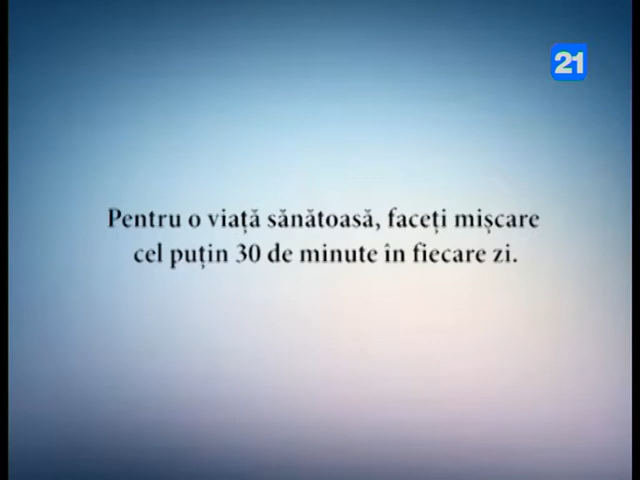 21
Pentru o viață sănătoasă, faceți mișcare
cel puțin 30 de minute în fiecare zi.